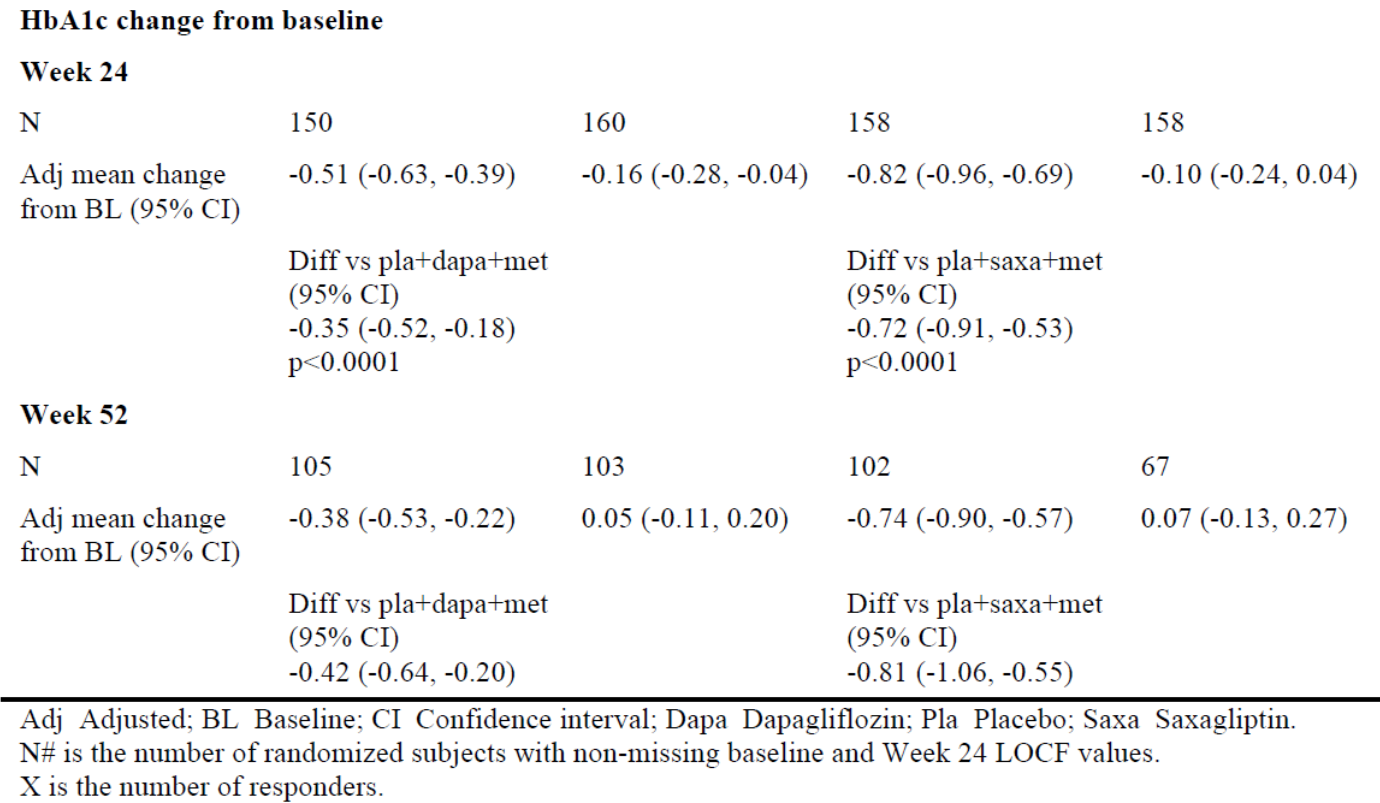 HbA1c change from baseline
Week 24
N 150 160 158 158
Adj mean change -0.51 (-0.63, -0.39) -0.16 (-0.28, -0.04) -0.82 (-0.96, -0.69) -0.10 (-0.24, 0.04)
from BL (95% CI)
Diff vs pla+dapa+met Diff vs pla+saxa+met
(95% CI) (95% CI)
-0.35 (-0.52, -0.18) -0.72 (-0.91, -0.53)
p<0.0001 p<0.0001
Week 52
N 105 103 102 67
Adj mean change -0.38 (-0.53, -0.22) 0.05 (-0.11, 0.20) -0.74 (-0.90, -0.57) 0.07 (-0.13, 0.27)
from BL (95% CI)
Diff vs pla+dapa+met Diff vs pla+saxa+met
(95% CI) (95% CI)
-0.42 (-0.64, -0.20) -0.81 (-1.06, -0.55)
Adj Adjusted; BL Baseline; CI Confidence interval; Dapa Dapagliflozin; Pla Placebo; Saxa Saxagliptin.
N# is the number of randomized subjects with non-missing baseline and Week 24 LOCF values.
X is the number of responders.